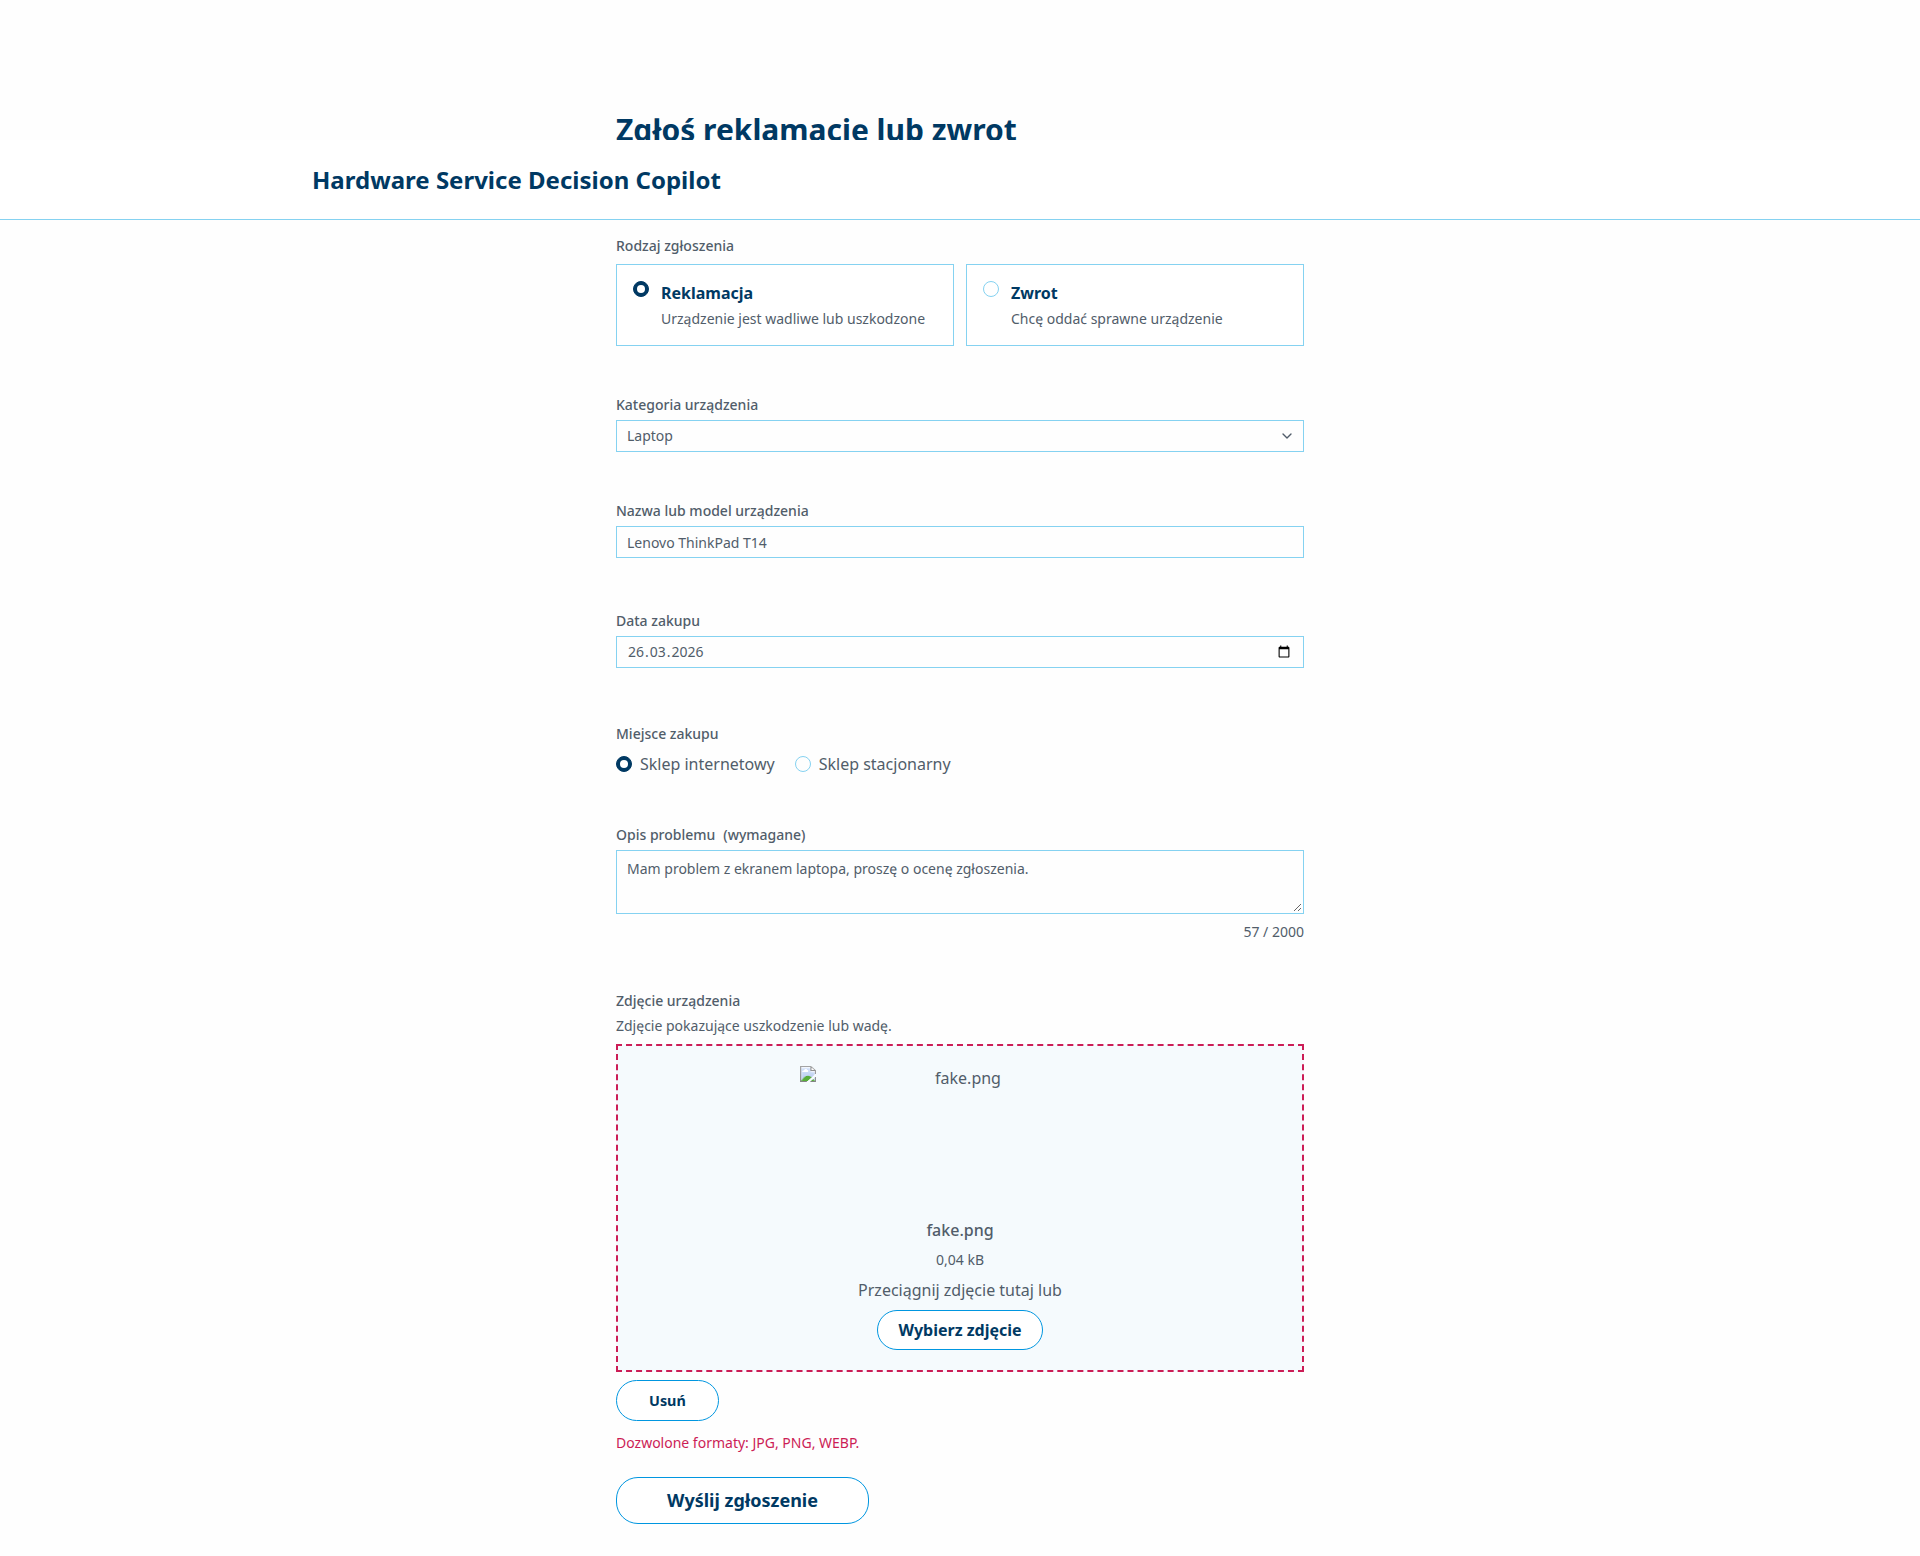 Zgłoś reklamację lub zwrot
Hardware Service Decision Copilot
Rodzaj zgłoszenia
Reklamacja
Urządzenie jest wadliwe lub uszkodzone
Zwrot
Chcę oddać sprawne urządzenie
Kategoria urządzenia
Laptop
Nazwa lub model urządzenia
Lenovo ThinkPad T14
Data zakupu
26.03.2026
Miejsce zakupu
Sklep internetowy
Sklep stacjonarny
Opis problemu (wymagane)
Mam problem z ekranem laptopa, proszę o ocenę zgłoszenia.
57 / 2000
Zdjęcie urządzenia
Zdjęcie pokazujące uszkodzenie lub wadę.
fake.png
fake.png
0,04 kB
Przeciągnij zdjęcie tutaj lub
Wybierz zdjęcie
Usuń
Dozwolone formaty: JPG, PNG, WEBP.
Wyślij zgłoszenie